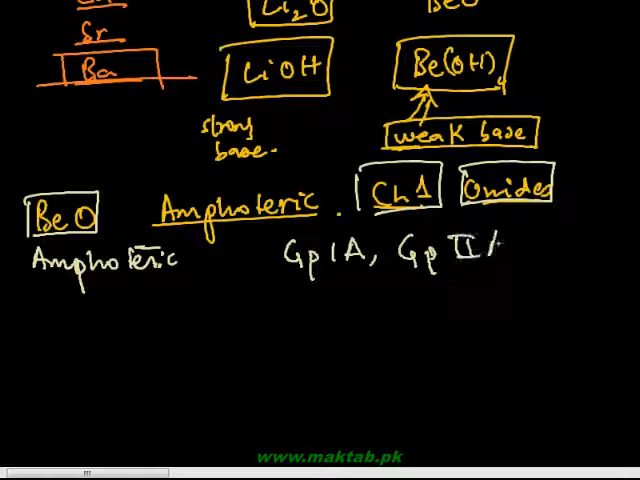 Li2O BeO
Sr
Ba LiOH Be(OH)
strong weak base
base.
BeO Amphoteric. Ch 1 Oxides
Amphoteric Gp I A, Gp II
www.maktab.pk